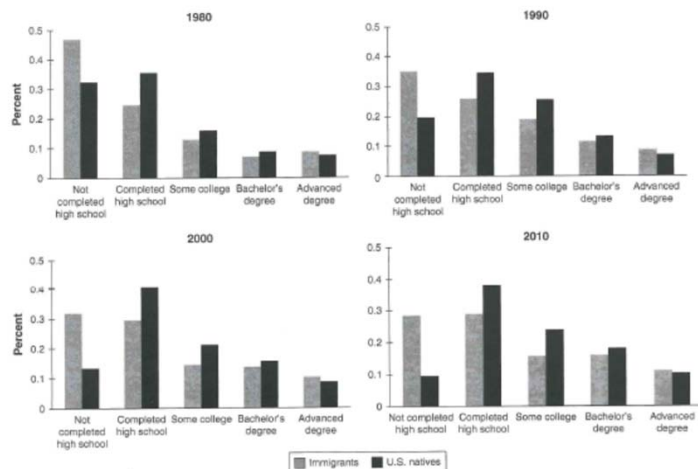 1980
0.5
0.4
0.3
0.2
0.1
0
Percent
Not completed high school
Completed high school
Some college
Bachelor's degree
Advanced degree
1990
0.5
0.4
0.3
0.2
0.1
0
Not completed high school
Completed high school
Some college
Bachelor's degree
Advanced degree
2000
0.5
0.4
0.3
0.2
0.1
0
Percent
Not completed high school
Completed high school
Some college
Bachelor's degree
Advanced degree
2010
0.5
0.4
0.3
0.2
0.1
0
Not completed high school
Completed high school
Some college
Bachelor's degree
Advanced degree
Immigrants
U.S. natives